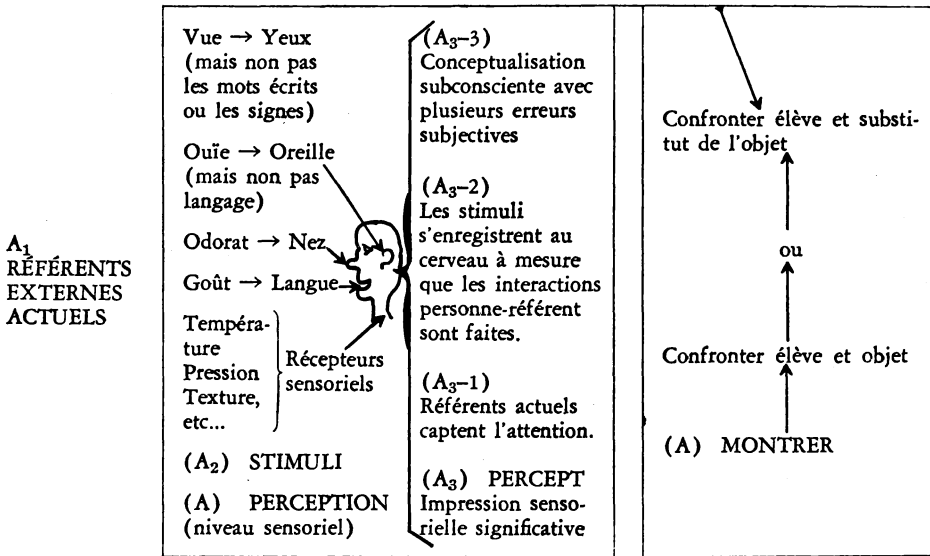 A₁
RÉFÉRENTS
EXTERNES
ACTUELS
Vue → Yeux
(mais non pas
les mots écrits
ou les signes)
Ouïe → Oreille
(mais non pas
langage)
Odorat → Nez
Goût → Langue
Tempéra-
ture
Pression
Texture,
etc...
Récepteurs
sensoriels
(A₂) STIMULI
(A) PERCEPTION
(niveau sensoriel)
(A₃–3)
Conceptualisation
subconsciente avec
plusieurs erreurs
subjectives
(A₃–2)
Les stimuli
s'enregistrent au
cerveau à mesure
que les interactions
personne-référent
sont faites.
(A₃–1)
Référents actuels
captent l'attention.
(A₃) PERCEPT
Impression senso-
rielle significative
Confronter élève et substi-
tut de l'objet
ou
Confronter élève et objet
(A) MONTRER